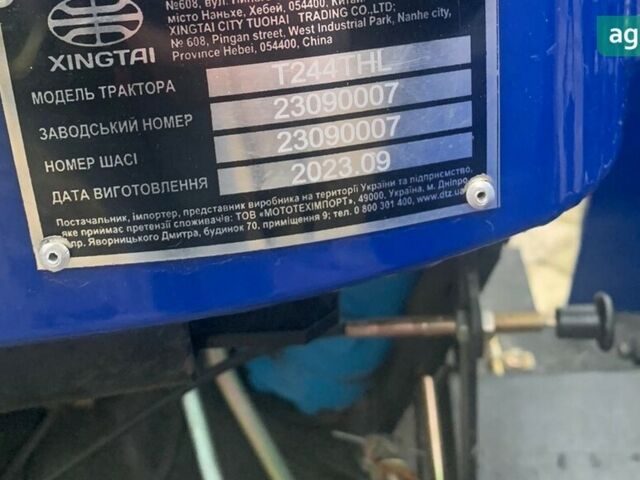 №608, вул.
місто Наньхе, Хебей, 054400, Китай
XINGTAI CITY TUOHAI TRADING CO.,LTD;
№ 608, Pingan street, West Industrial Park, Nanhe city,
Province Hebei, 054400, China
XINGTAI
МОДЕЛЬ ТРАКТОРА T244THL
ЗАВОДСЬКИЙ НОМЕР 23090007
НОМЕР ШАСІ 23090007
ДАТА ВИГОТОВЛЕННЯ 2023.09
Постачальник, імпортер, представник виробника на території України та підприємство,
яке приймає претензії споживачів: ТОВ «МОТОТЕХІМПОРТ», 49000, Україна, м. Дніпро,
пр. Яворницького Дмитра, будинок 70, приміщення 9; тел. 0 800 301 400, www.dtz.ua
ag